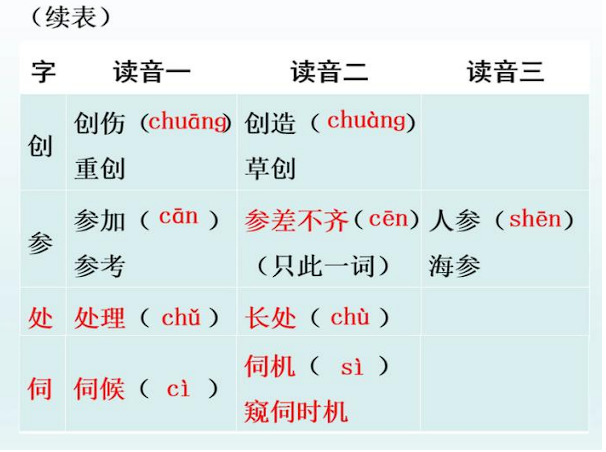 （续表）
字 读音一 读音二 读音三
创 创伤（chuāng） 创造（chuàng）
重创 草创
参 参加（cān） 参差不齐（cēn） 人参（shēn）
参考 （只此一词） 海参
处 处理（chǔ） 长处（chù）
伺 伺候（cì） 伺机（sì）
窥伺时机